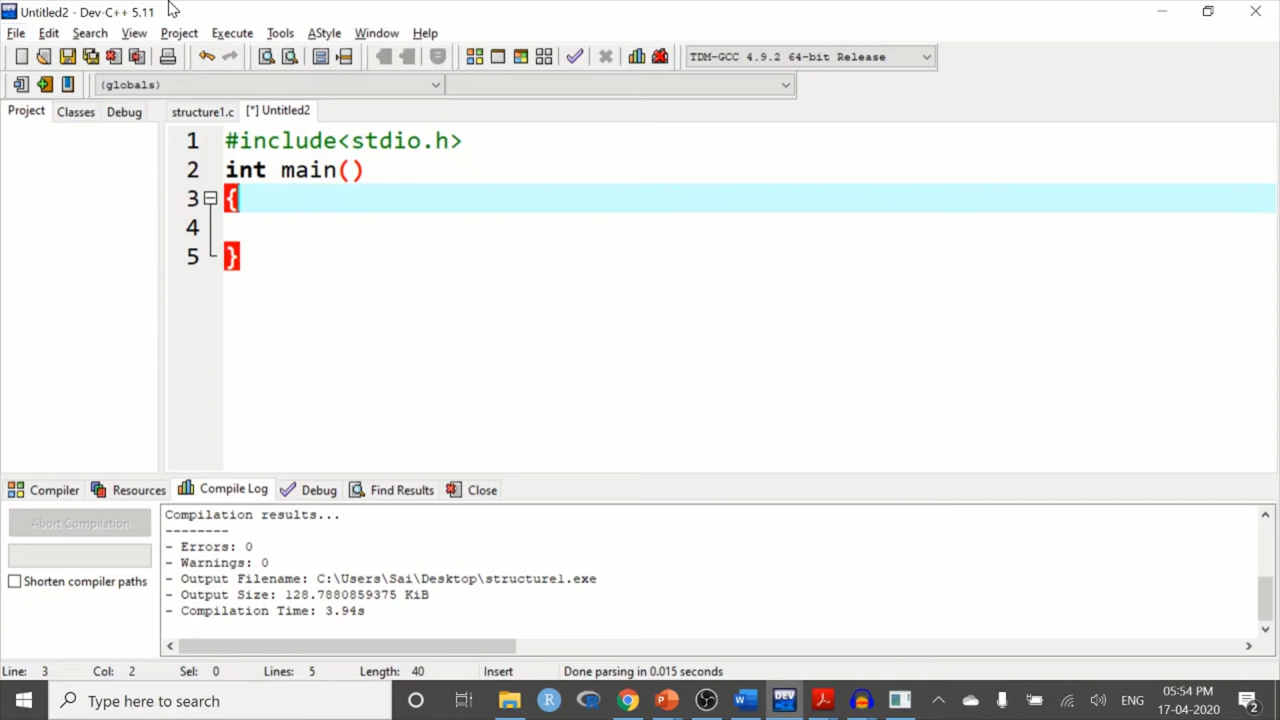 Untitled2 - Dev-C++ 5.11
File Edit Search View Project Execute Tools AStyle Window Help
TDM-GCC 4.9.2 64-bit Release
(globals)
Project Classes Debug structure1.c [*] Untitled2
1 #include<stdio.h>
2 int main()
3 {
4
5 }
Compiler Resources Compile Log Debug Find Results Close
Abort Compilation
Shorten compiler paths
Compilation results...
--------
- Errors: 0
- Warnings: 0
- Output Filename: C:\Users\Sai\Desktop\structure1.exe
- Output Size: 128.7880859375 KiB
- Compilation Time: 3.94s
Line: 3 Col: 2 Sel: 0 Lines: 5 Length: 40 Insert Done parsing in 0.015 seconds
Type here to search
DEV
ENG
05:54 PM
17-04-2020
2